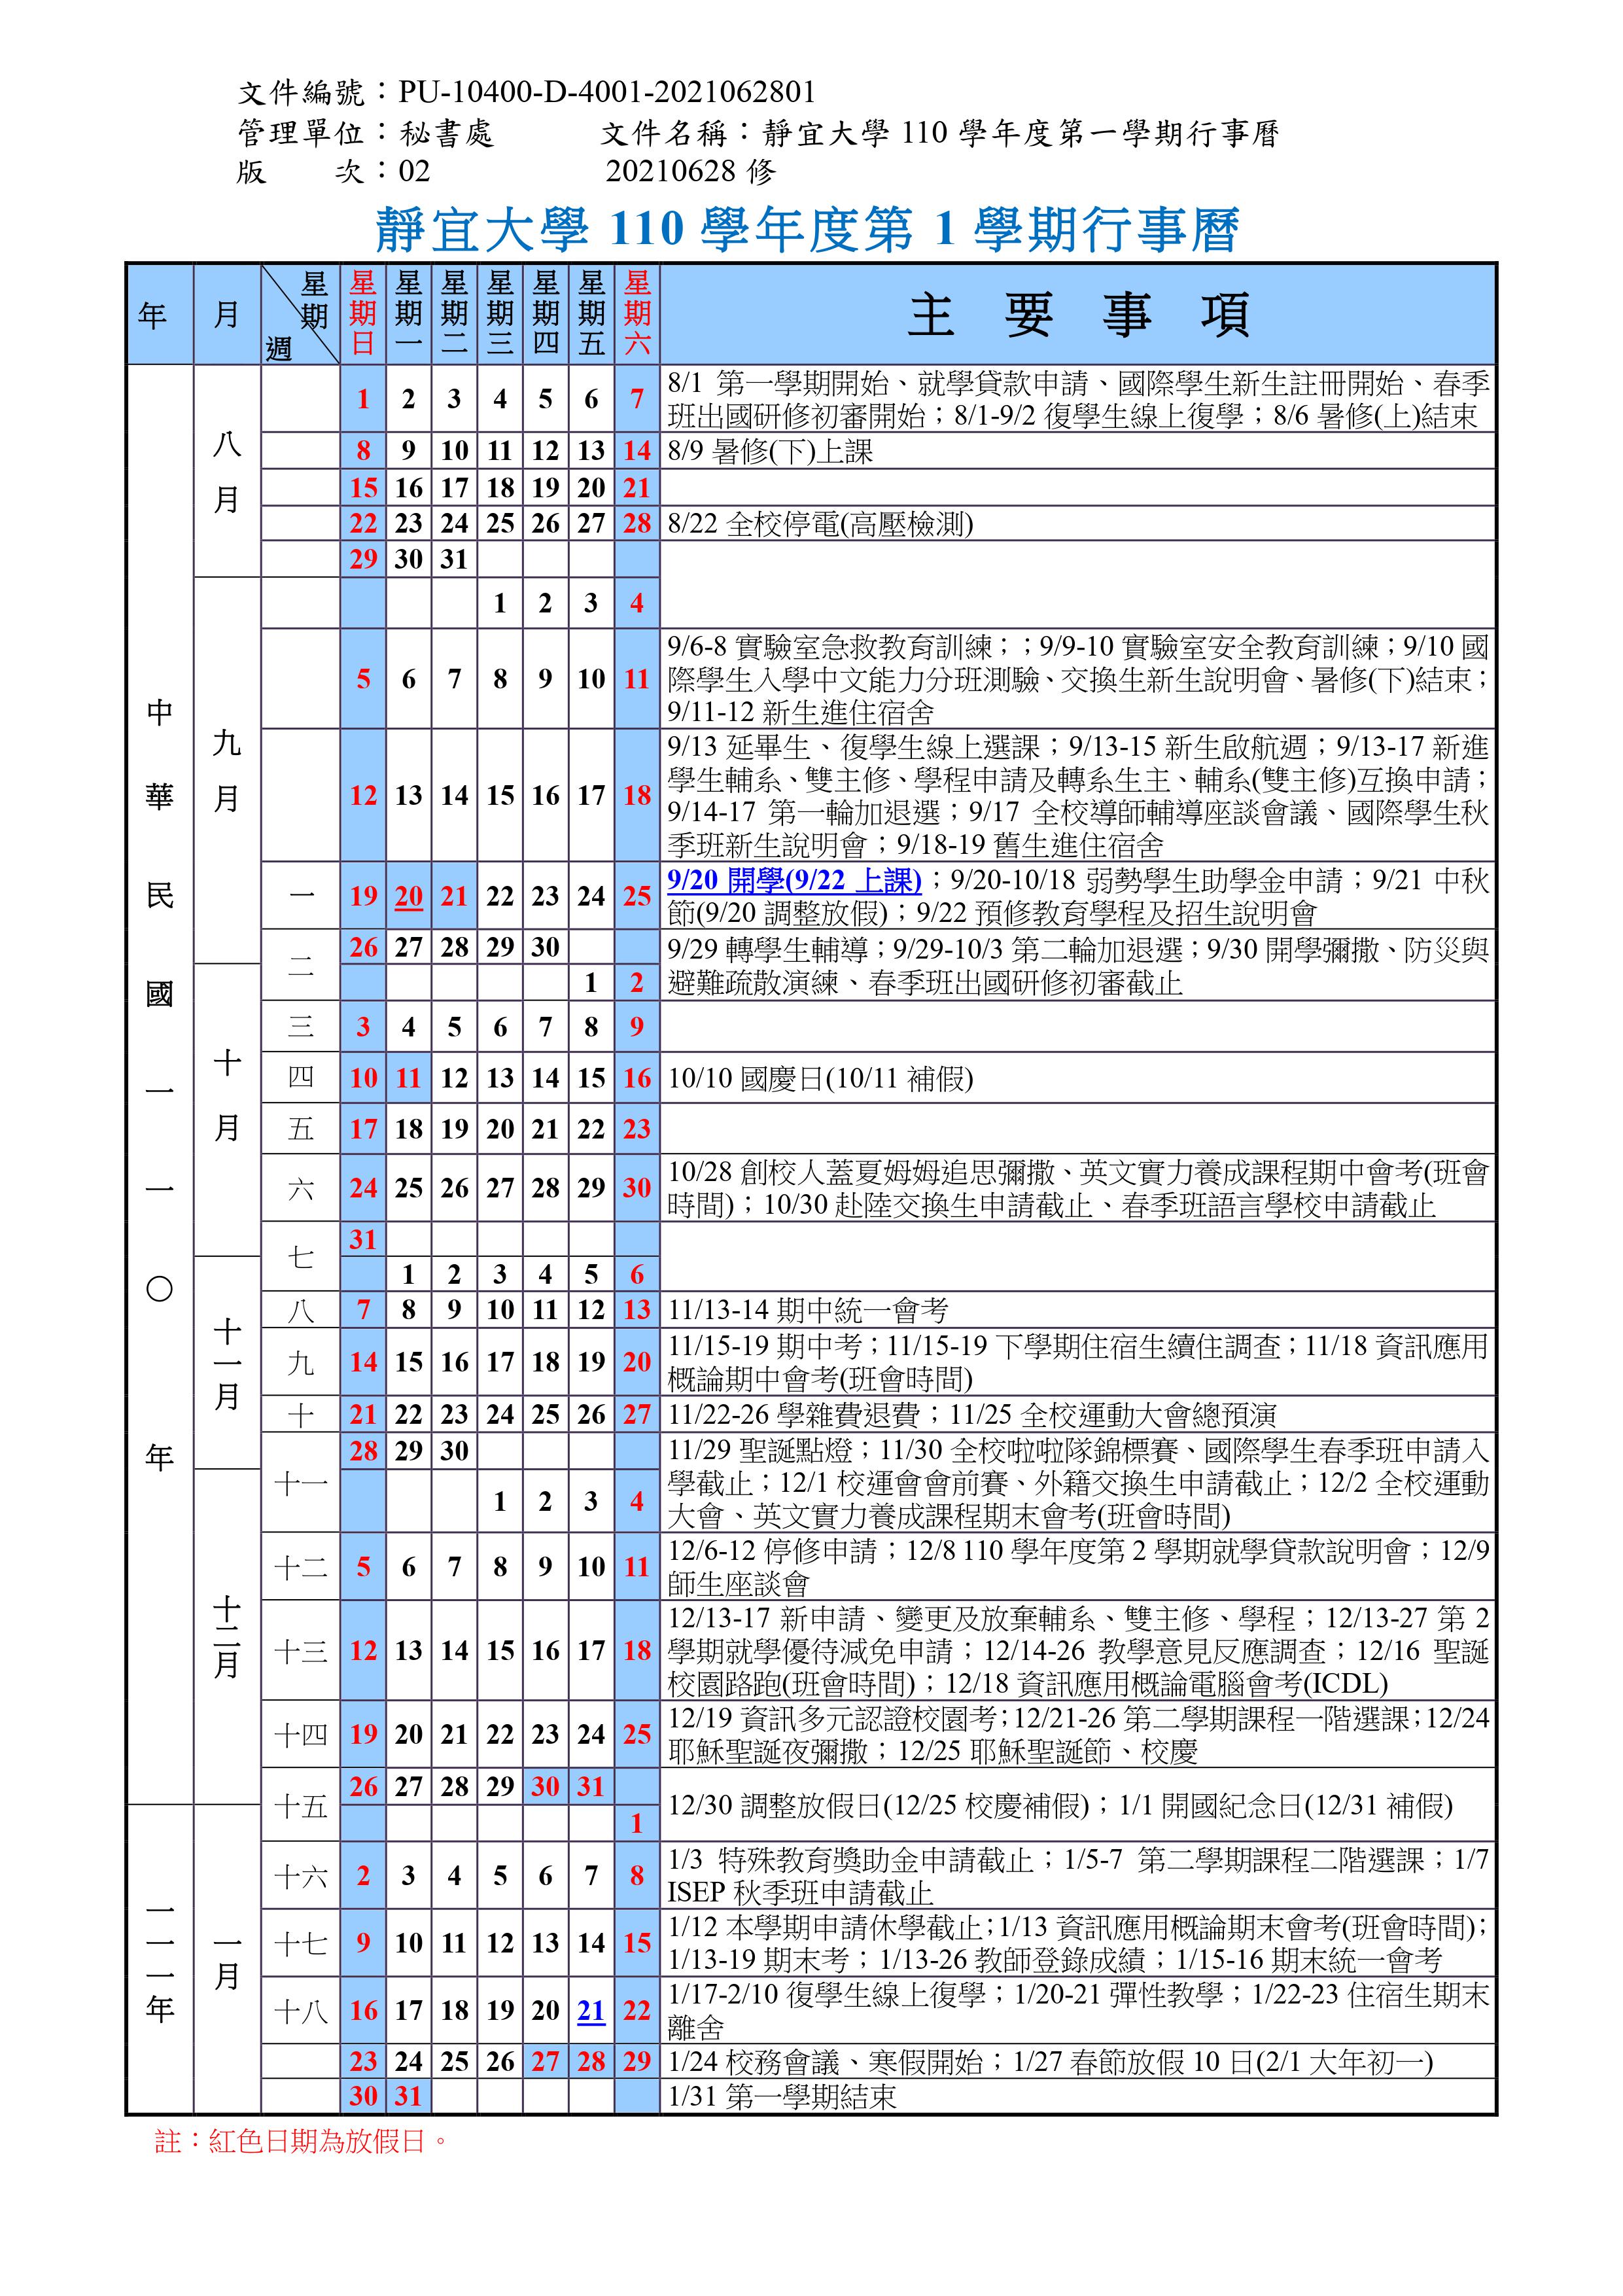 文件編號：PU-10400-D-4001-2021062801
管理單位：秘書處 文件名稱：靜宜大學 110 學年度第一學期行事曆
版 次：02 20210628 修
靜宜大學 110 學年度第 1 學期行事曆
年 月 星期 週 星期日 星期一 星期二 星期三 星期四 星期五 星期六 主 要 事 項
中華民國一一〇年
八月
1 2 3 4 5 6 7 8/1 第一學期開始、就學貸款申請、國際學生新生註冊開始、春季
班出國研修初審開始；8/1-9/2 復學生線上復學；8/6 暑修(上)結束
8 9 10 11 12 13 14 8/9 暑修(下)上課
15 16 17 18 19 20 21
22 23 24 25 26 27 28 8/22 全校停電(高壓檢測)
29 30 31
九月
1 2 3 4
5 6 7 8 9 10 11 9/6-8 實驗室急救教育訓練；；9/9-10 實驗室安全教育訓練；9/10 國
際學生入學中文能力分班測驗、交換生新生說明會、暑修(下)結束；
9/11-12 新生進住宿舍
12 13 14 15 16 17 18 9/13 延畢生、復學生線上選課；9/13-15 新生啟航週；9/13-17 新進
學生輔系、雙主修、學程申請及轉系生主、輔系(雙主修)互換申請；
9/14-17 第一輪加退選；9/17 全校導師輔導座談會議、國際學生秋
季班新生說明會；9/18-19 舊生進住宿舍
一 19 20 21 22 23 24 25 9/20 開學(9/22 上課)；9/20-10/18 弱勢學生助學金申請；9/21 中秋
節(9/20 調整放假)；9/22 預修教育學程及招生說明會
二 26 27 28 29 30 9/29 轉學生輔導；9/29-10/3 第二輪加退選；9/30 開學彌撒、防災與
十月
1 2 避難疏散演練、春季班出國研修初審截止
三 3 4 5 6 7 8 9
四 10 11 12 13 14 15 16 10/10 國慶日(10/11 補假)
五 17 18 19 20 21 22 23
六 24 25 26 27 28 29 30 10/28 創校人蓋夏姆姆追思彌撒、英文實力養成課程期中會考(班會
時間)；10/30 赴陸交換生申請截止、春季班語言學校申請截止
七 31
十一月
1 2 3 4 5 6
八 7 8 9 10 11 12 13 11/13-14 期中統一會考
九 14 15 16 17 18 19 20 11/15-19 期中考；11/15-19 下學期住宿生續住調查；11/18 資訊應用
概論期中會考(班會時間)
十 21 22 23 24 25 26 27 11/22-26 學雜費退費；11/25 全校運動大會總預演
十一 28 29 30 11/29 聖誕點燈；11/30 全校啦啦隊錦標賽、國際學生春季班申請入
十二月
1 2 3 4 學截止；12/1 校運會會前賽、外籍交換生申請截止；12/2 全校運動
大會、英文實力養成課程期末會考(班會時間)
十二 5 6 7 8 9 10 11 12/6-12 停修申請；12/8 110 學年度第 2 學期就學貸款說明會；12/9
師生座談會
十三 12 13 14 15 16 17 18 12/13-17 新申請、變更及放棄輔系、雙主修、學程；12/13-27 第 2
學期就學優待減免申請；12/14-26 教學意見反應調查；12/16 聖誕
校園路跑(班會時間)；12/18 資訊應用概論電腦會考(ICDL)
十四 19 20 21 22 23 24 25 12/19 資訊多元認證校園考；12/21-26 第二學期課程一階選課；12/24
耶穌聖誕夜彌撒；12/25 耶穌聖誕節、校慶
十五 26 27 28 29 30 31 12/30 調整放假日(12/25 校慶補假)；1/1 開國紀念日(12/31 補假)
一一一年
一月
1
十六 2 3 4 5 6 7 8 1/3 特殊教育獎助金申請截止；1/5-7 第二學期課程二階選課；1/7
ISEP 秋季班申請截止
十七 9 10 11 12 13 14 15 1/12 本學期申請休學截止；1/13 資訊應用概論期末會考(班會時間)；
1/13-19 期末考；1/13-26 教師登錄成績；1/15-16 期末統一會考
十八 16 17 18 19 20 21 22 1/17-2/10 復學生線上復學；1/20-21 彈性教學；1/22-23 住宿生期末
離舍
23 24 25 26 27 28 29 1/24 校務會議、寒假開始；1/27 春節放假 10 日(2/1 大年初一)
30 31 1/31 第一學期結束
註：紅色日期為放假日。